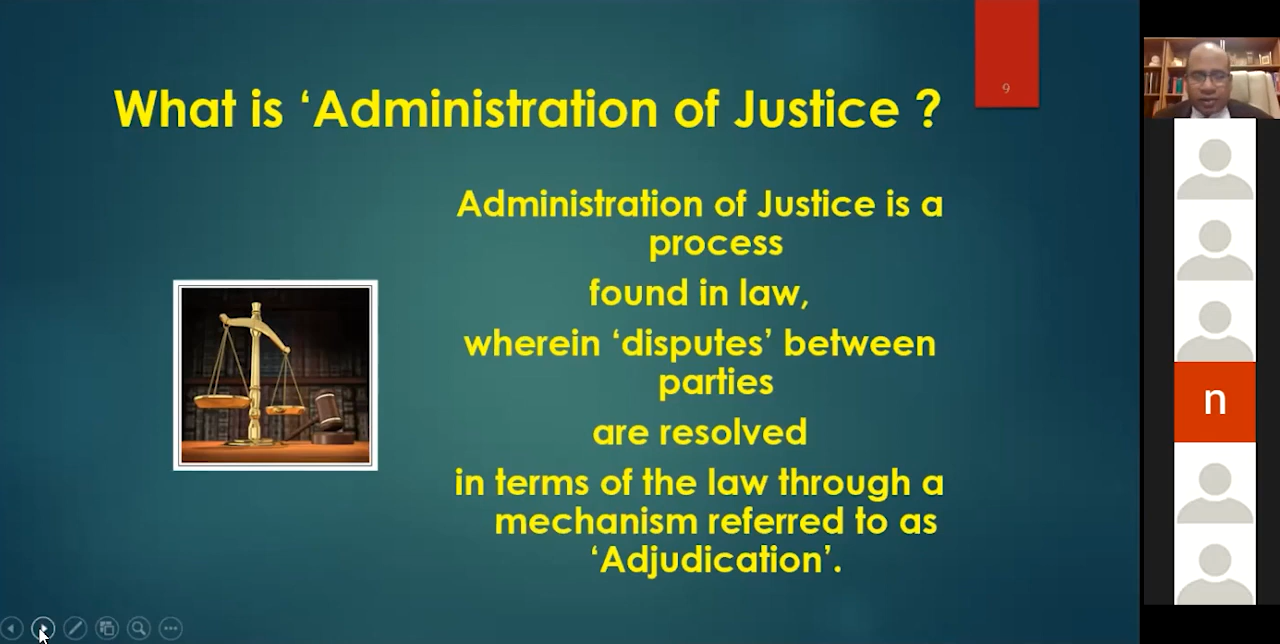 9
What is ‘Administration of Justice ?
Administration of Justice is a
process
found in law,
wherein ‘disputes’ between
parties
are resolved
in terms of the law through a
mechanism referred to as
‘Adjudication’.
n